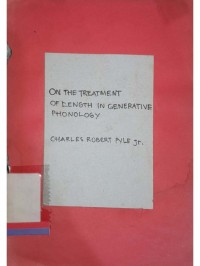 ON THE TREATMENT
OF LENGTH IN GENERATIVE
PHONOLOGY
CHARLES ROBERT PYLE Jr.